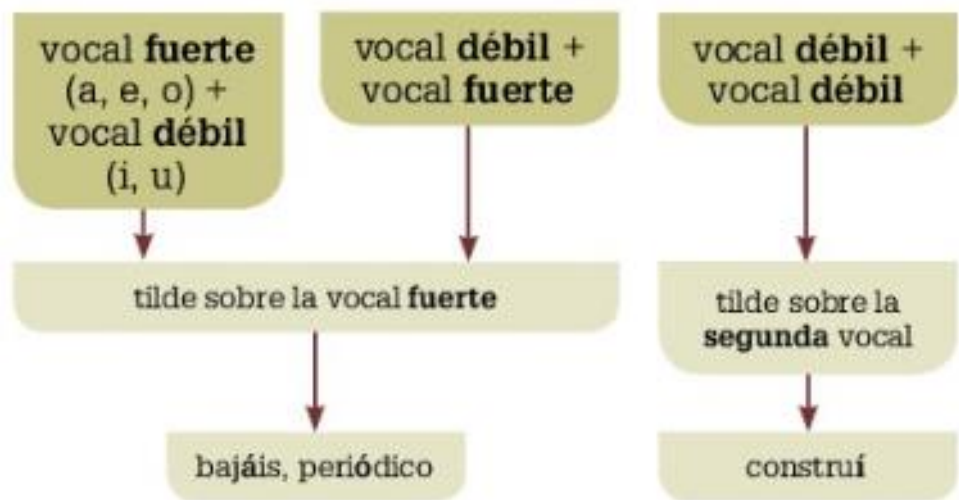 vocal fuerte
(a, e, o) +
vocal débil
(i, u)
vocal débil +
vocal fuerte
vocal débil +
vocal débil
tilde sobre la vocal fuerte
tilde sobre la
segunda vocal
bajáis, periódico
construí